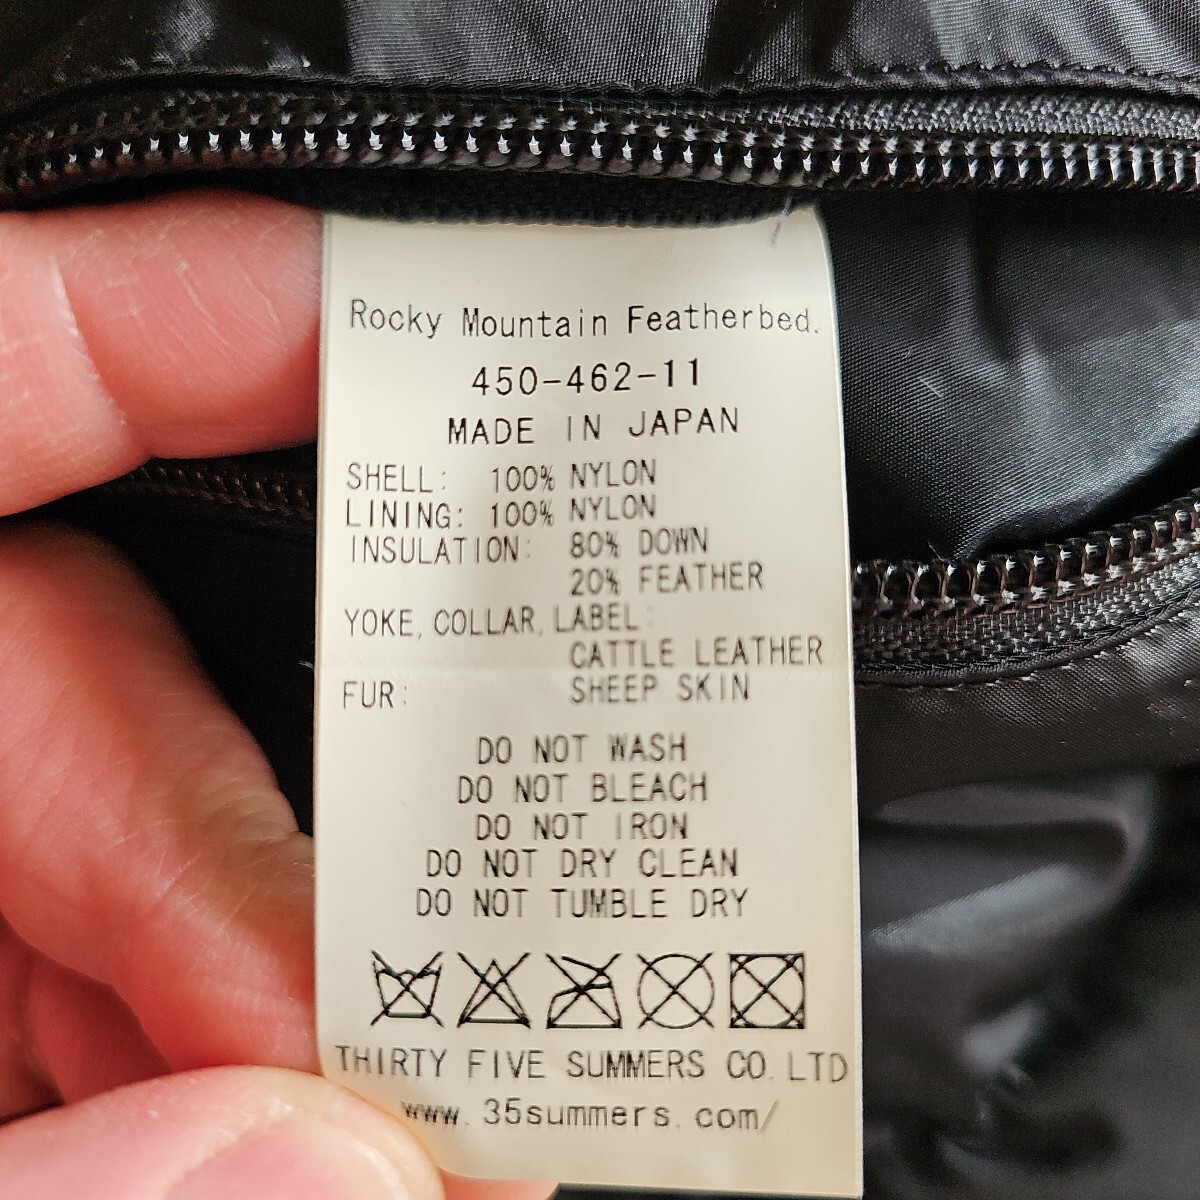 Rocky Mountain Featherbed.
450-462-11
MADE IN JAPAN
SHELL: 100% NYLON
LINING: 100% NYLON
INSULATION: 80% DOWN
20% FEATHER
YOKE, COLLAR, LABEL:
CATTLE LEATHER
FUR: SHEEP SKIN
DO NOT WASH
DO NOT BLEACH
DO NOT IRON
DO NOT DRY CLEAN
DO NOT TUMBLE DRY
THIRTY FIVE SUMMERS CO. LTD
www.35summers.com/